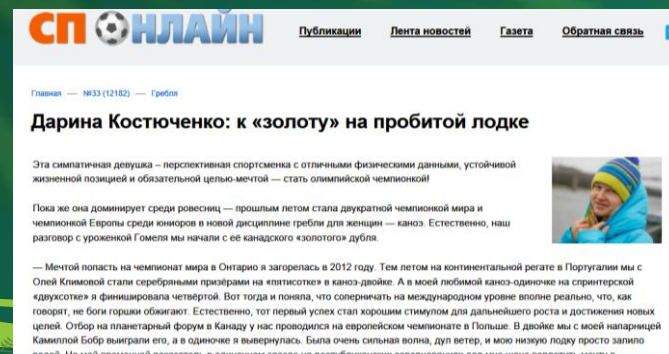 СП ОНЛАЙН
Публикации Лента новостей Газета Обратная связь
Главная — №33 (12182) — Гребля
Дарина Костюченко: к «золоту» на пробитой лодке
Эта симпатичная девушка – перспективная спортсменка с отличными физическими данными, устойчивой
жизненной позицией и обязательной целью-мечтой — стать олимпийской чемпионкой!
Пока же она доминирует среди ровесниц — прошлым летом стала двукратной чемпионкой мира и
чемпионкой Европы среди юниоров в новой дисциплине гребли для женщин — каноэ. Естественно, наш
разговор с уроженкой Гомеля мы начали с её канадского «золотого» дубля.
— Мечтой попасть на чемпионат мира в Онтарио я загорелась в 2012 году. Тем летом на континентальной регате в Португалии мы с
Олей Климовой стали серебряными призёрами на «пятисотке» в каноэ-двойке. А в моей любимой каноэ-одиночке на спринтерской
«двухсотке» я финишировала четвёртой. Вот тогда и поняла, что соперничать на международном уровне вполне реально, что, как
говорят, не боги горшки обжигают. Естественно, тот первый успех стал хорошим стимулом для дальнейшего роста и достижения новых
целей. Отбор на планетарный форум в Канаду у нас проводился на европейском чемпионате в Польше. В двойке мы с моей напарницей
Камиллой Бобр выиграли его, а в одиночке я вывернулась. Была очень сильная волна, дул ветер, и мою низкую лодку просто залило